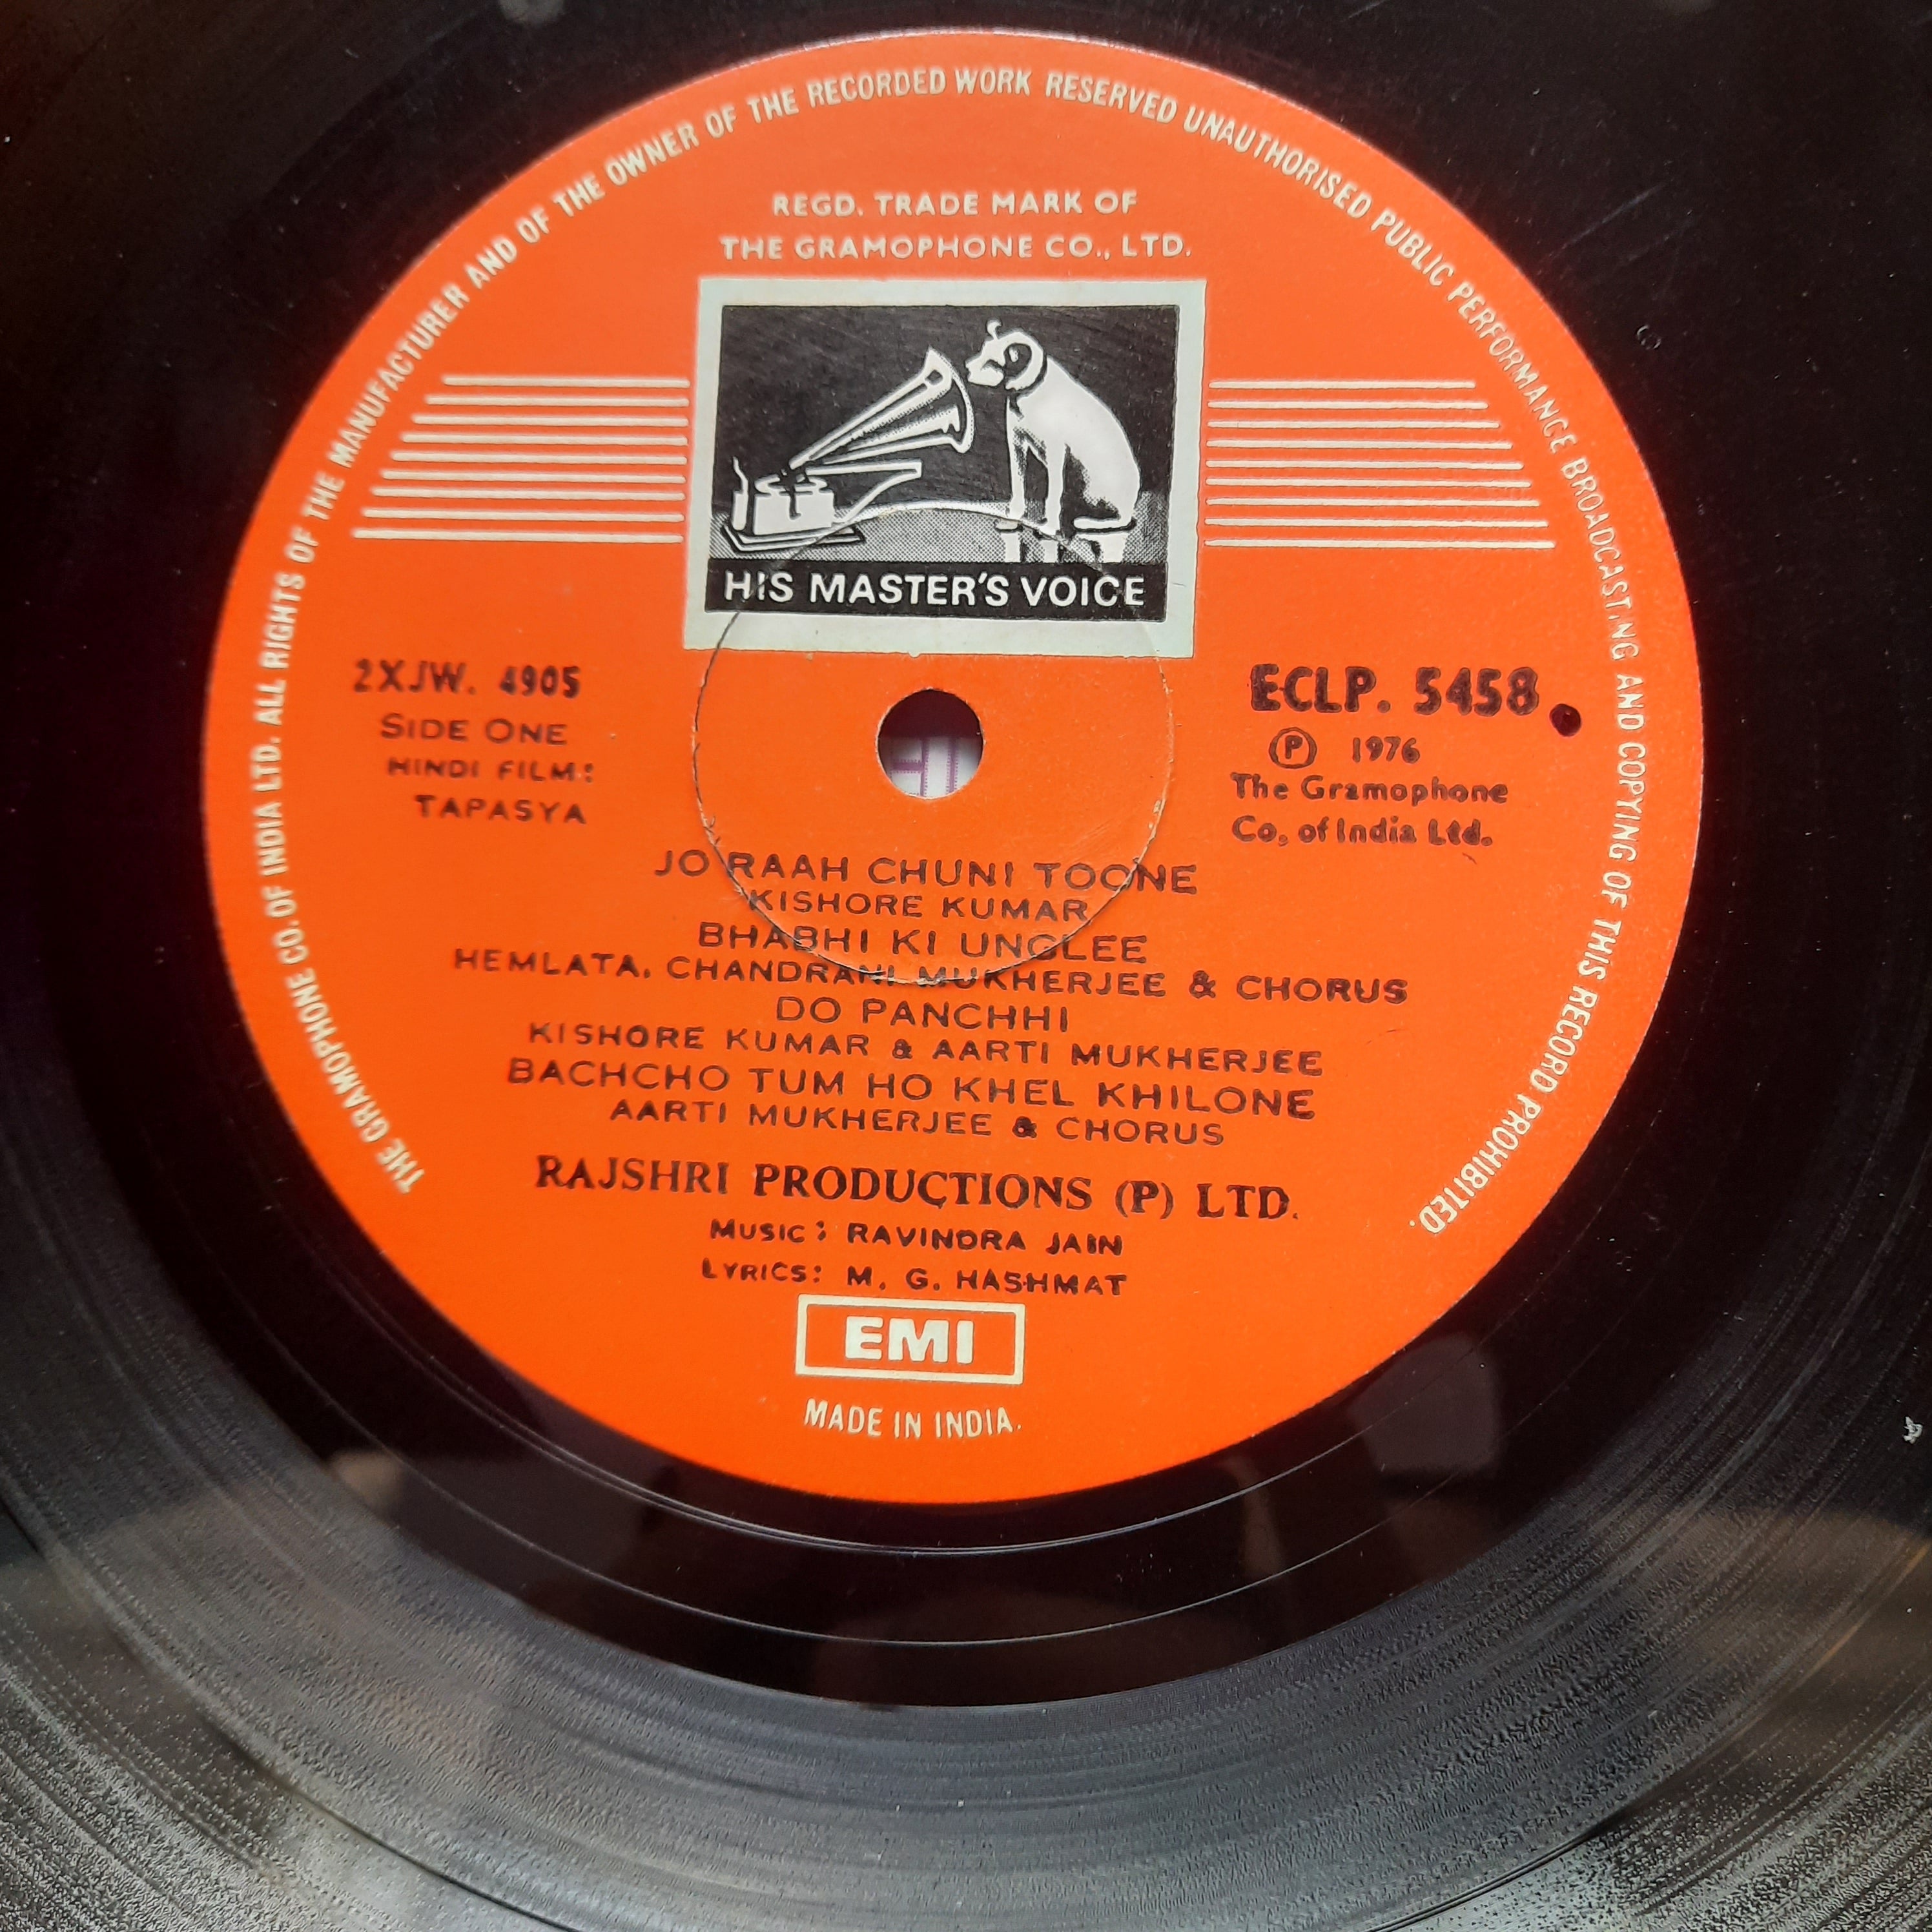 THE GRAMOPHONE CO. OF INDIA LTD. ALL RIGHTS OF THE MANUFACTURER AND OF THE OWNER OF THE RECORDED WORK RESERVED UNAUTHORISED PUBLIC PERFORMANCE BROADCASTING AND COPYING OF THIS RECORD PROHIBITED.
REGD. TRADE MARK OF
THE GRAMOPHONE CO., LTD.
HIS MASTER'S VOICE
2XJW. 4905
SIDE ONE
HINDI FILM:
TAPASYA
ECLP. 5458
Ⓟ 1976
The Gramophone
Co. of India Ltd.
JO RAAH CHUNI TOONE
KISHORE KUMAR
BHABHI KI UNGLEE
HEMLATA, CHANDRANI MUKHERJEE & CHORUS
DO PANCHHI
KISHORE KUMAR & AARTI MUKHERJEE
BACHCHO TUM HO KHEL KHILONE
AARTI MUKHERJEE & CHORUS
RAJSHRI PRODUCTIONS (P) LTD.
MUSIC: RAVINDRA JAIN
LYRICS: M. G. HASHMAT
EMI
MADE IN INDIA.